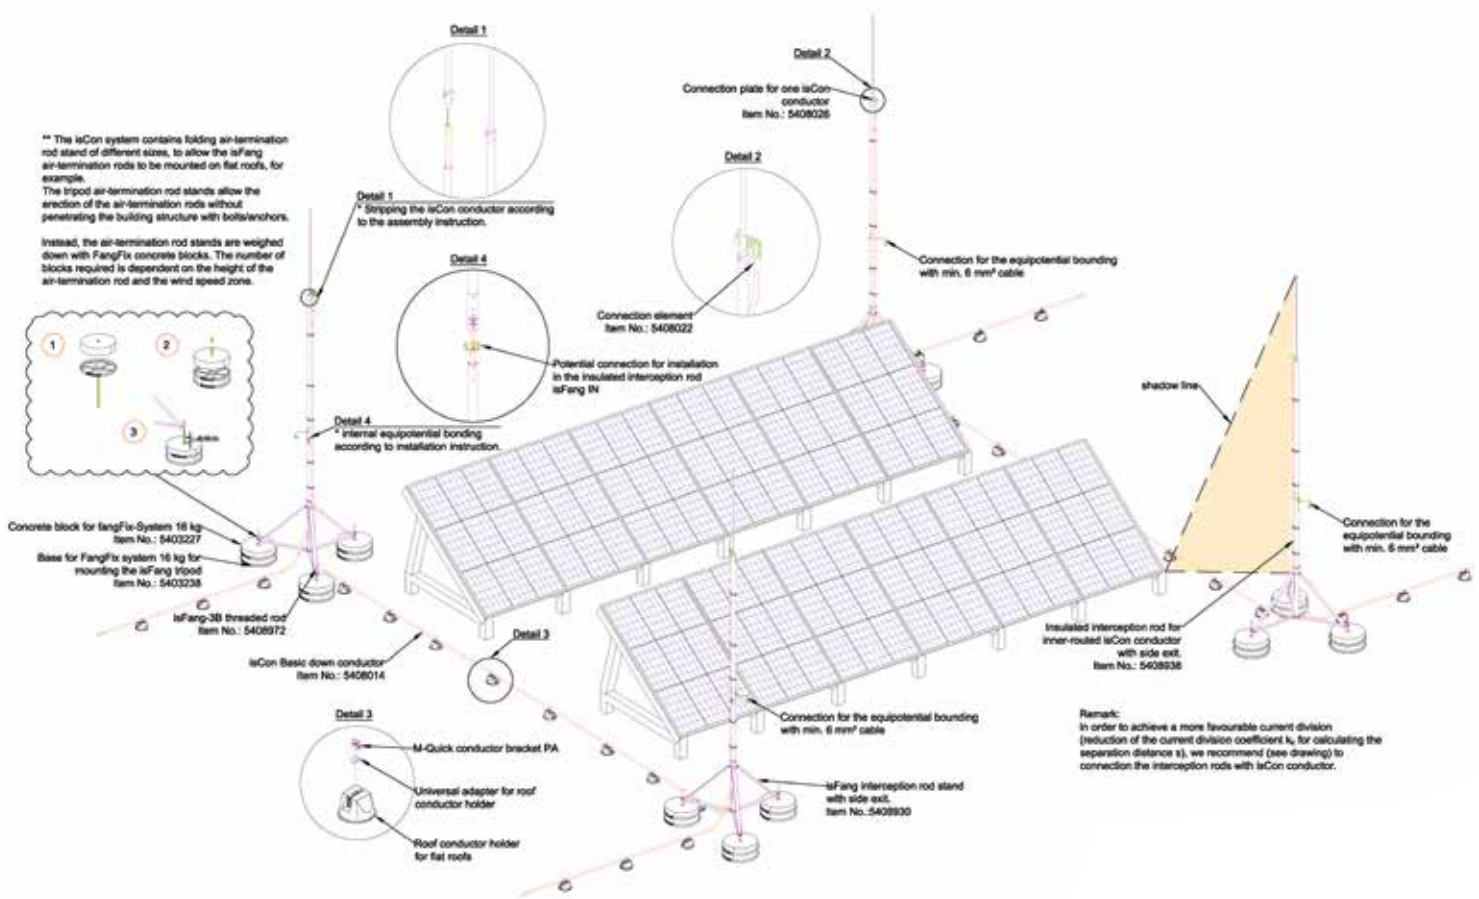 Detail 1
Detail 2
Connection plate for one isCon
conductor
Item No.: 5408026
** The isCon system contains folding air-termination
rod stand of different sizes, to allow the isFang
air-termination rods to be mounted on flat roofs, for
example.
The tripod air-termination rod stands allow the
erection of the air-termination rods without
penetrating the building structure with bolts/anchors.
Instead, the air-termination rod stands are weighed
down with FangFix concrete blocks. The number of
blocks required is dependent on the height of the
air-termination rod and the wind speed zone.
Detail 2
Detail 1
* Stripping the isCon conductor according
to the assembly instruction.
Detail 4
Connection for the equipotential bounding
with min. 6 mm² cable
Connection element
Item No.: 5408022
1
2
3
Potential connection for installation
in the insulated interception rod
isFang IN
shadow line
Detail 4
* internal equipotential bonding
according to installation instruction.
Concrete block for fangFix-System 16 kg
Item No.: 5403227
Base for FangFix system 16 kg for
mounting the isFang tripod
Item No.: 5403238
isFang-3B threaded rod
Item No.: 5408972
Connection for the
equipotential bounding
with min. 6 mm² cable
isCon Basic down conductor
Item No.: 5408014
Detail 3
Insulated interception rod for
inner-routed isCon conductor
with side exit.
Item No.: 5408938
Detail 3
M-Quick conductor bracket PA
Universal adapter for roof
conductor holder
Roof conductor holder
for flat roofs
Connection for the equipotential bounding
with min. 6 mm² cable
isFang interception rod stand
with side exit.
Item No.:5408930
Remark:
In order to achieve a more favourable current division
(reduction of the current division coefficient kc for calculating the
separation distance s), we recommend (see drawing) to
connection the interception rods with isCon conductor.